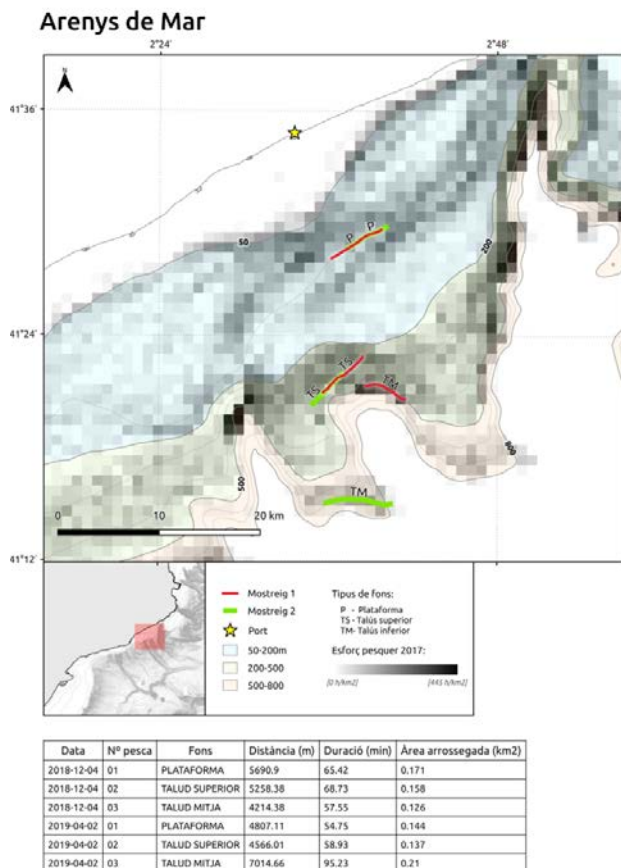 Arenys de Mar
2°24' 2°48'
41°36'
N
50
P P
200
41°24'
TS TS TM
500 800
TM
0 10 20 km
41°12'
Mostreig 1
Mostreig 2
Port
50-200m
200-500
500-800
Tipus de fons:
P - Plataforma
TS - Talús superior
TM- Talús inferior
Esforç pesquer 2017:
[0 h/km2] [445 h/km2]
Data Nº pesca Fons Distància (m) Duració (min) Àrea arrossegada (km2)
2018-12-04 01 PLATAFORMA 5690.9 65.42 0.171
2018-12-04 02 TALUD SUPERIOR 5258.38 68.73 0.158
2018-12-04 03 TALUD MITJA 4214.38 57.55 0.126
2019-04-02 01 PLATAFORMA 4807.11 54.75 0.144
2019-04-02 02 TALUD SUPERIOR 4566.01 58.93 0.137
2019-04-02 03 TALUD MITJA 7014.66 95.23 0.21